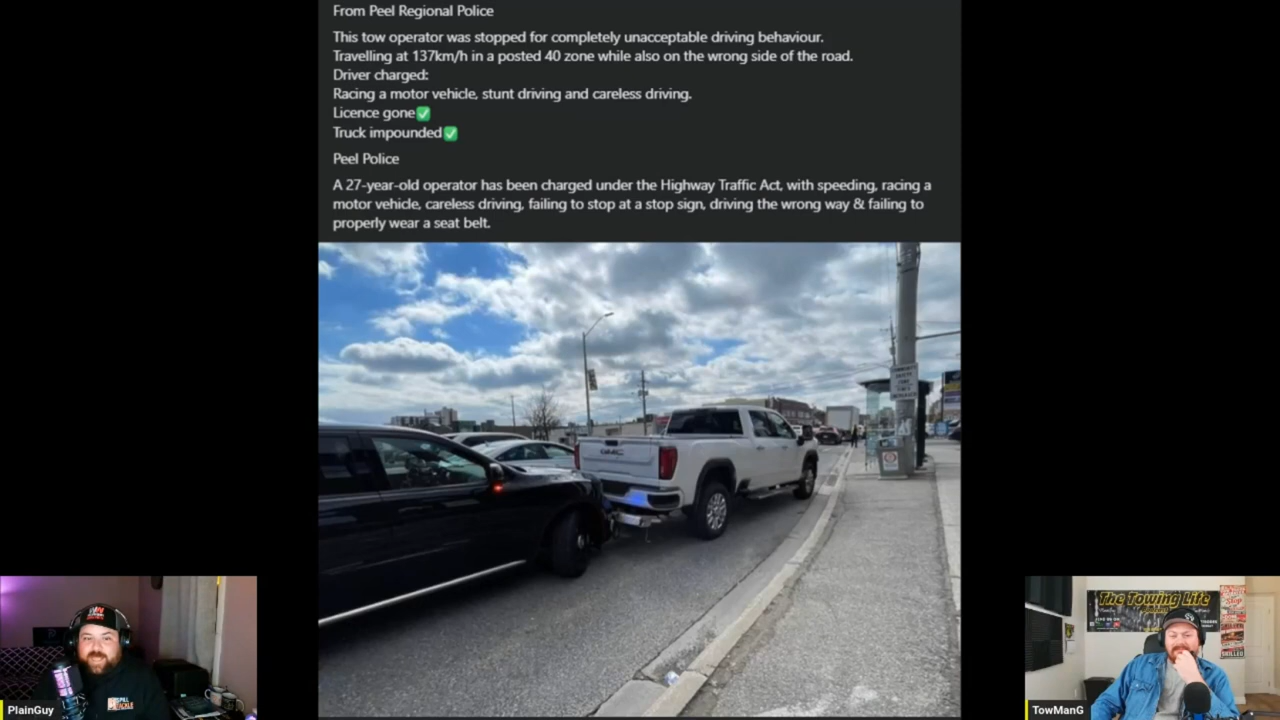 From Peel Regional Police
This tow operator was stopped for completely unacceptable driving behaviour.
Travelling at 137km/h in a posted 40 zone while also on the wrong side of the road.
Driver charged:
Racing a motor vehicle, stunt driving and careless driving.
Licence gone✅
Truck impounded✅
Peel Police
A 27-year-old operator has been charged under the Highway Traffic Act, with speeding, racing a
motor vehicle, careless driving, failing to stop at a stop sign, driving the wrong way & failing to
properly wear a seat belt.
GMC
COMMUNITY
SAFETY
ZONE
The Towing Life
PlainGuy
TowManG